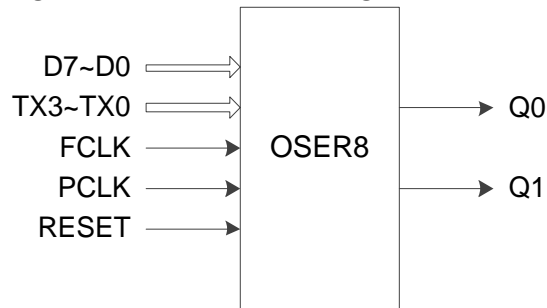 D7~D0
TX3~TX0
FCLK
PCLK
RESET
OSER8
Q0
Q1